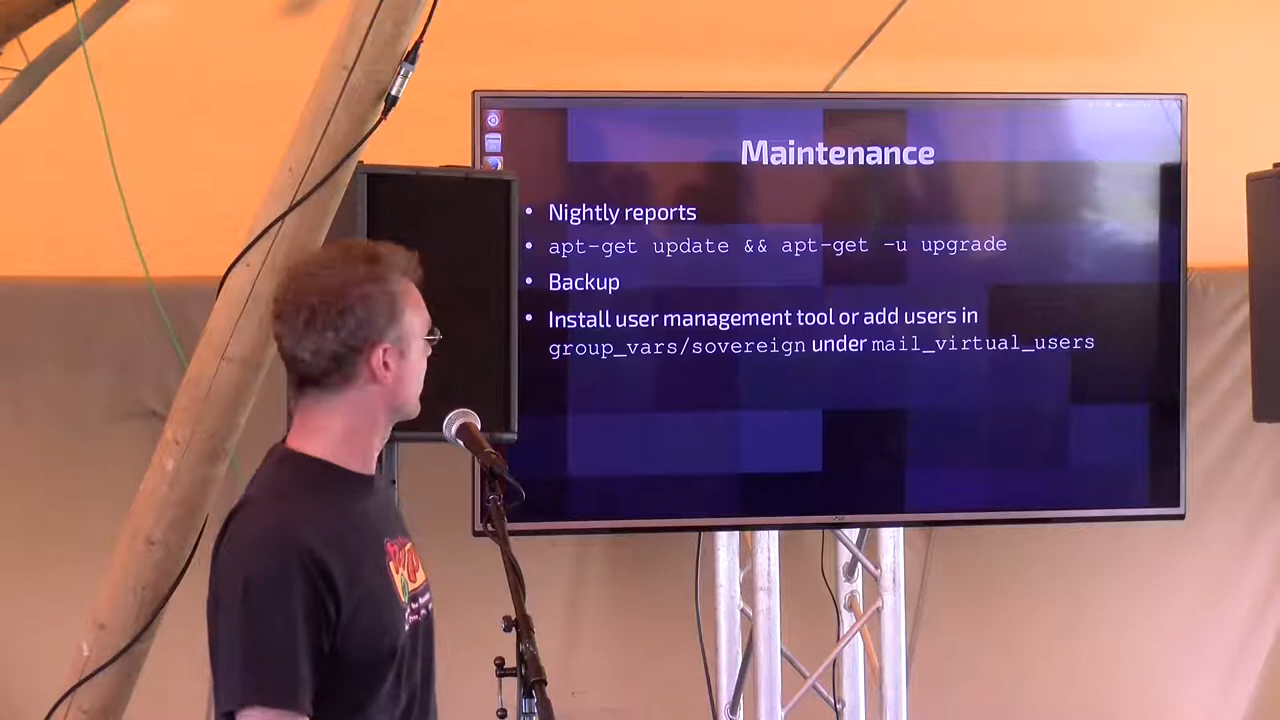 Maintenance
• Nightly reports
• apt-get update && apt-get -u upgrade
• Backup
• Install user management tool or add users in
group_vars/sovereign under mail_virtual_users